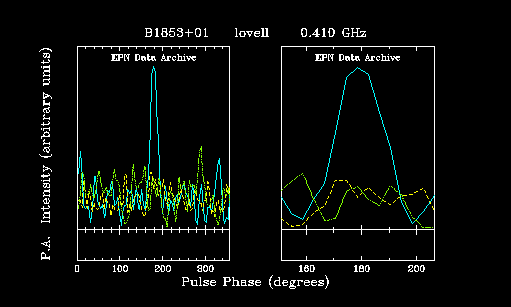 B1853+01 lovell 0.410 GHz
EPN Data Archive EPN Data Archive
P.A. Intensity (arbitrary units)
0 100 200 300 160 180 200
Pulse Phase (degrees)